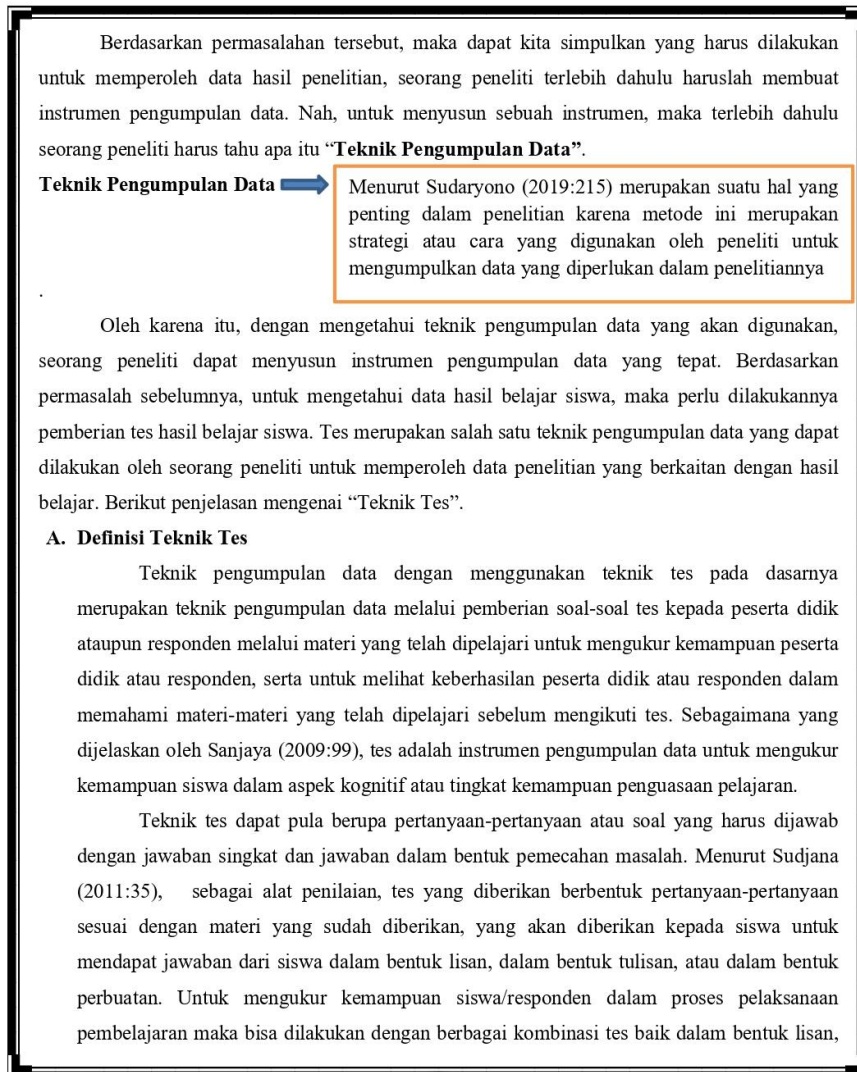 Berdasarkan permasalahan tersebut, maka dapat kita simpulkan yang harus dilakukan
untuk memperoleh data hasil penelitian, seorang peneliti terlebih dahulu haruslah membuat
instrumen pengumpulan data. Nah, untuk menyusun sebuah instrumen, maka terlebih dahulu
seorang peneliti harus tahu apa itu “Teknik Pengumpulan Data”.
Teknik Pengumpulan Data
Menurut Sudaryono (2019:215) merupakan suatu hal yang
penting dalam penelitian karena metode ini merupakan
strategi atau cara yang digunakan oleh peneliti untuk
mengumpulkan data yang diperlukan dalam penelitiannya
.
Oleh karena itu, dengan mengetahui teknik pengumpulan data yang akan digunakan,
seorang peneliti dapat menyusun instrumen pengumpulan data yang tepat. Berdasarkan
permasalah sebelumnya, untuk mengetahui data hasil belajar siswa, maka perlu dilakukannya
pemberian tes hasil belajar siswa. Tes merupakan salah satu teknik pengumpulan data yang dapat
dilakukan oleh seorang peneliti untuk memperoleh data penelitian yang berkaitan dengan hasil
belajar. Berikut penjelasan mengenai “Teknik Tes”.
A. Definisi Teknik Tes
Teknik pengumpulan data dengan menggunakan teknik tes pada dasarnya
merupakan teknik pengumpulan data melalui pemberian soal-soal tes kepada peserta didik
ataupun responden melalui materi yang telah dipelajari untuk mengukur kemampuan peserta
didik atau responden, serta untuk melihat keberhasilan peserta didik atau responden dalam
memahami materi-materi yang telah dipelajari sebelum mengikuti tes. Sebagaimana yang
dijelaskan oleh Sanjaya (2009:99), tes adalah instrumen pengumpulan data untuk mengukur
kemampuan siswa dalam aspek kognitif atau tingkat kemampuan penguasaan pelajaran.
Teknik tes dapat pula berupa pertanyaan-pertanyaan atau soal yang harus dijawab
dengan jawaban singkat dan jawaban dalam bentuk pemecahan masalah. Menurut Sudjana
(2011:35), sebagai alat penilaian, tes yang diberikan berbentuk pertanyaan-pertanyaan
sesuai dengan materi yang sudah diberikan, yang akan diberikan kepada siswa untuk
mendapat jawaban dari siswa dalam bentuk lisan, dalam bentuk tulisan, atau dalam bentuk
perbuatan. Untuk mengukur kemampuan siswa/responden dalam proses pelaksanaan
pembelajaran maka bisa dilakukan dengan berbagai kombinasi tes baik dalam bentuk lisan,